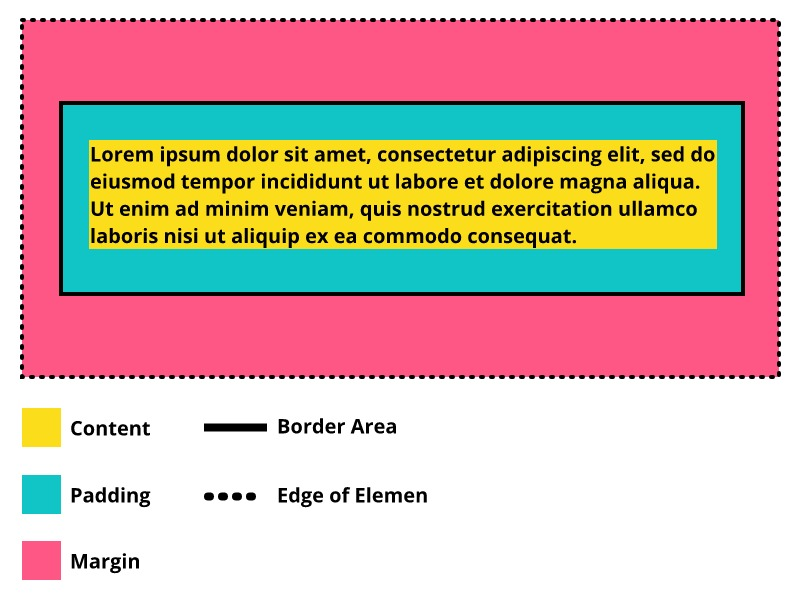 Lorem ipsum dolor sit amet, consectetur adipiscing elit, sed do
eiusmod tempor incididunt ut labore et dolore magna aliqua.
Ut enim ad minim veniam, quis nostrud exercitation ullamco
laboris nisi ut aliquip ex ea commodo consequat.
Content
Border Area
Padding
Edge of Elemen
Margin